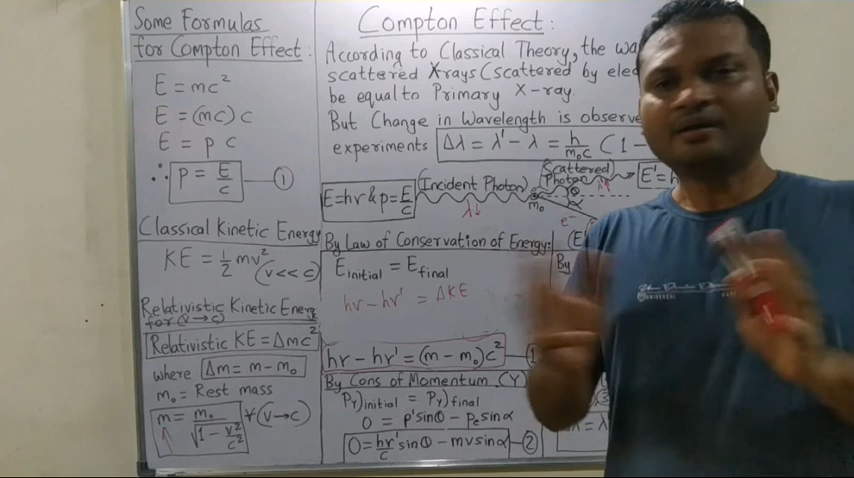 Some Formulas
for Compton Effect:
E = mc²
E = (mc) c
E = p c
∴ p = E/c — ①
Classical Kinetic Energy
KE = 1/2 mv² (v << c)
Relativistic Kinetic Energ
for (v → c)
Relativistic KE = Δmc²
where Δm = m - m₀
m₀ = Rest mass
m = m₀/√(1 - v²/c²) * (v → c)
Compton Effect:
According to Classical Theory, the wa
scattered X rays (scattered by ele
be equal to Primary X-ray.
But Change in Wavelength is observe
experiments Δλ = λ' - λ = h/m₀c (1 -
E = hν & p = E/c
(Incident Photon)
λ↓
(Scattered Photon)
λ'↑
E' = h
m₀
θ
α
e⁻
(E
By
By Law of Conservation of Energy:
E initial = E final
hν - hν' = ΔKE
hν - hν' = (m - m₀)c² — ①
By Cons of Momentum (Y)
Py)initial = Py)final
0 = p' sinθ - pₑ sinα
0 = hν'/c sinθ - mv sinα — ②
λ = λ
UNIVERSAL